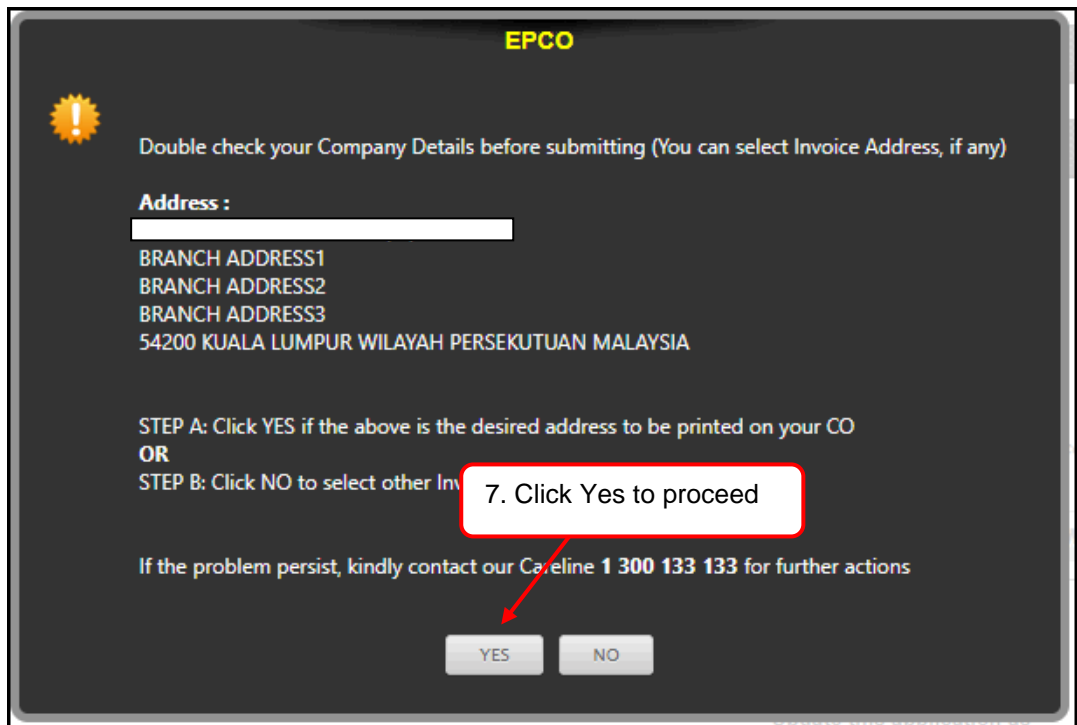 EPCO
Double check your Company Details before submitting (You can select Invoice Address, if any)
Address :
BRANCH ADDRESS1
BRANCH ADDRESS2
BRANCH ADDRESS3
54200 KUALA LUMPUR WILAYAH PERSEKUTUAN MALAYSIA
STEP A: Click YES if the above is the desired address to be printed on your CO
OR
STEP B: Click NO to select other
7. Click Yes to proceed
If the problem persist, kindly contact our Careline 1 300 133 133 for further actions
YES NO